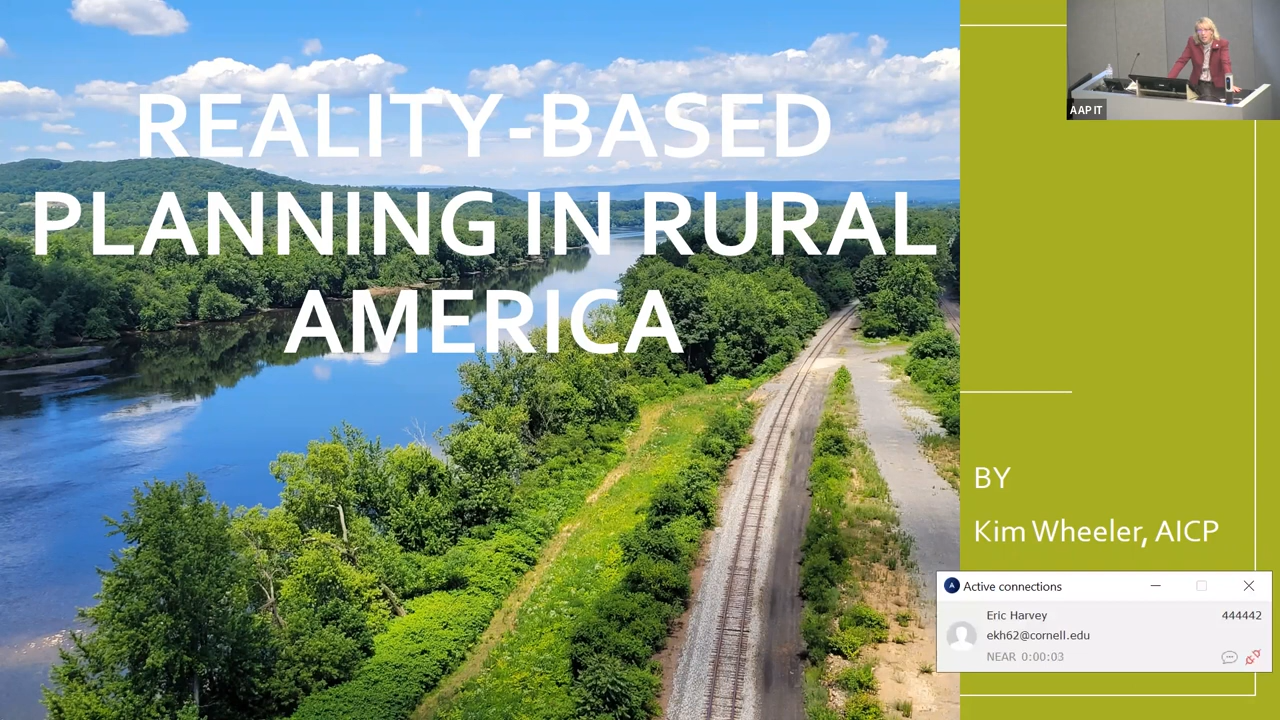 REALITY-BASED
PLANNING IN RURAL
AMERICA
AAP IT
BY
Kim Wheeler, AICP
Active connections
Eric Harvey 444442
ekh62@cornell.edu
NEAR 0:00:03